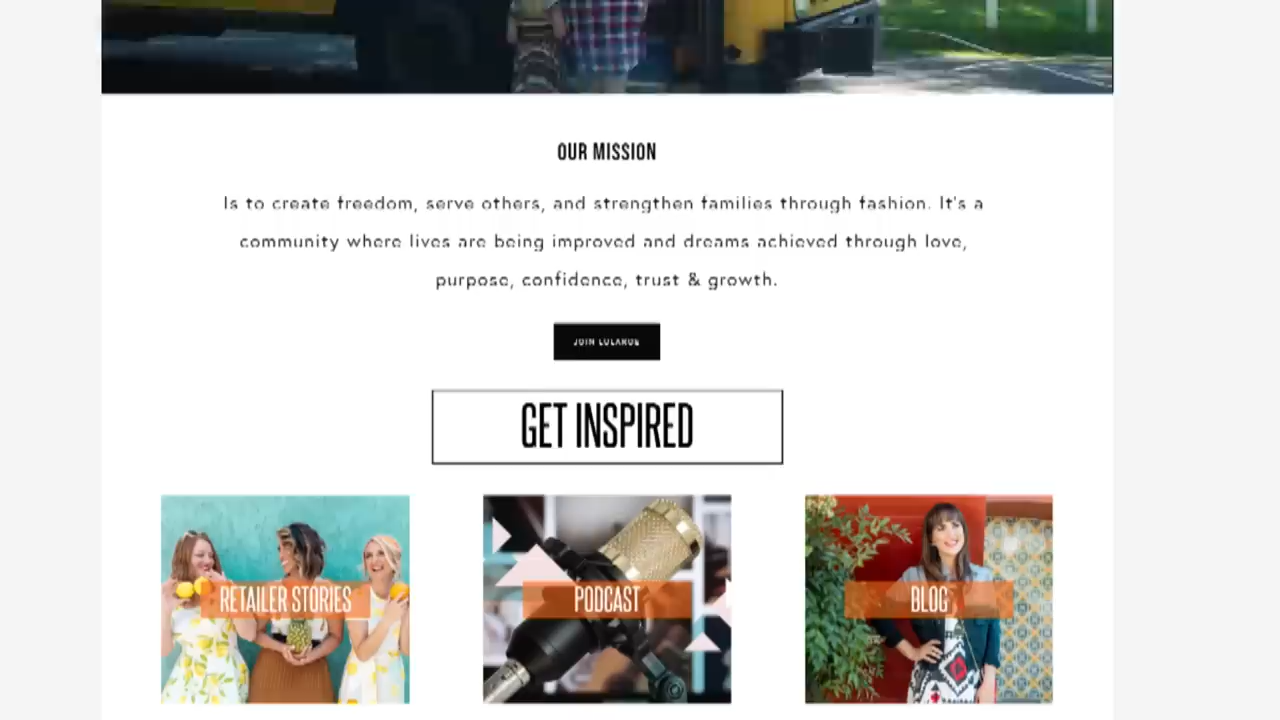 OUR MISSION
Is to create freedom, serve others, and strengthen families through fashion. It's a
community where lives are being improved and dreams achieved through love,
purpose, confidence, trust & growth.
JOIN LULAROE
GET INSPIRED
RETAILER STORIES
PODCAST
BLOG